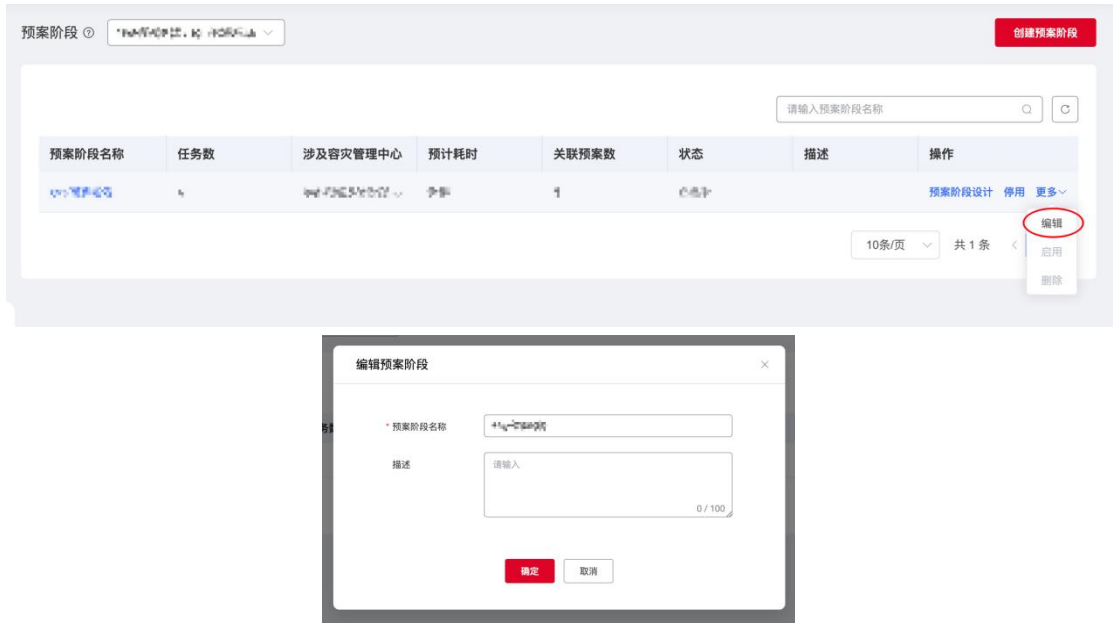 预案阶段
创建预案阶段
请输入预案阶段名称
预案阶段名称 任务数 涉及容灾管理中心 预计耗时 关联预案数 状态 描述 操作
预案阶段设计 停用 更多
编辑
10条/页 共 1 条
启用
删除
编辑预案阶段
* 预案阶段名称
描述 请输入
0 / 100
确定 取消